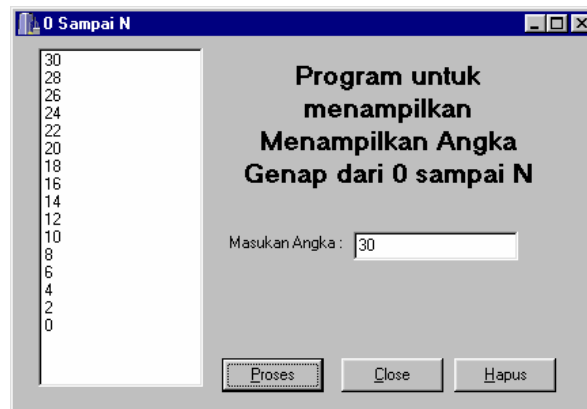 0 Sampai N
30
28
26
24
22
20
18
16
14
12
10
8
6
4
2
0
Program untuk
menampilkan
Menampilkan Angka
Genap dari 0 sampai N
Masukan Angka : 30
Proses Close Hapus